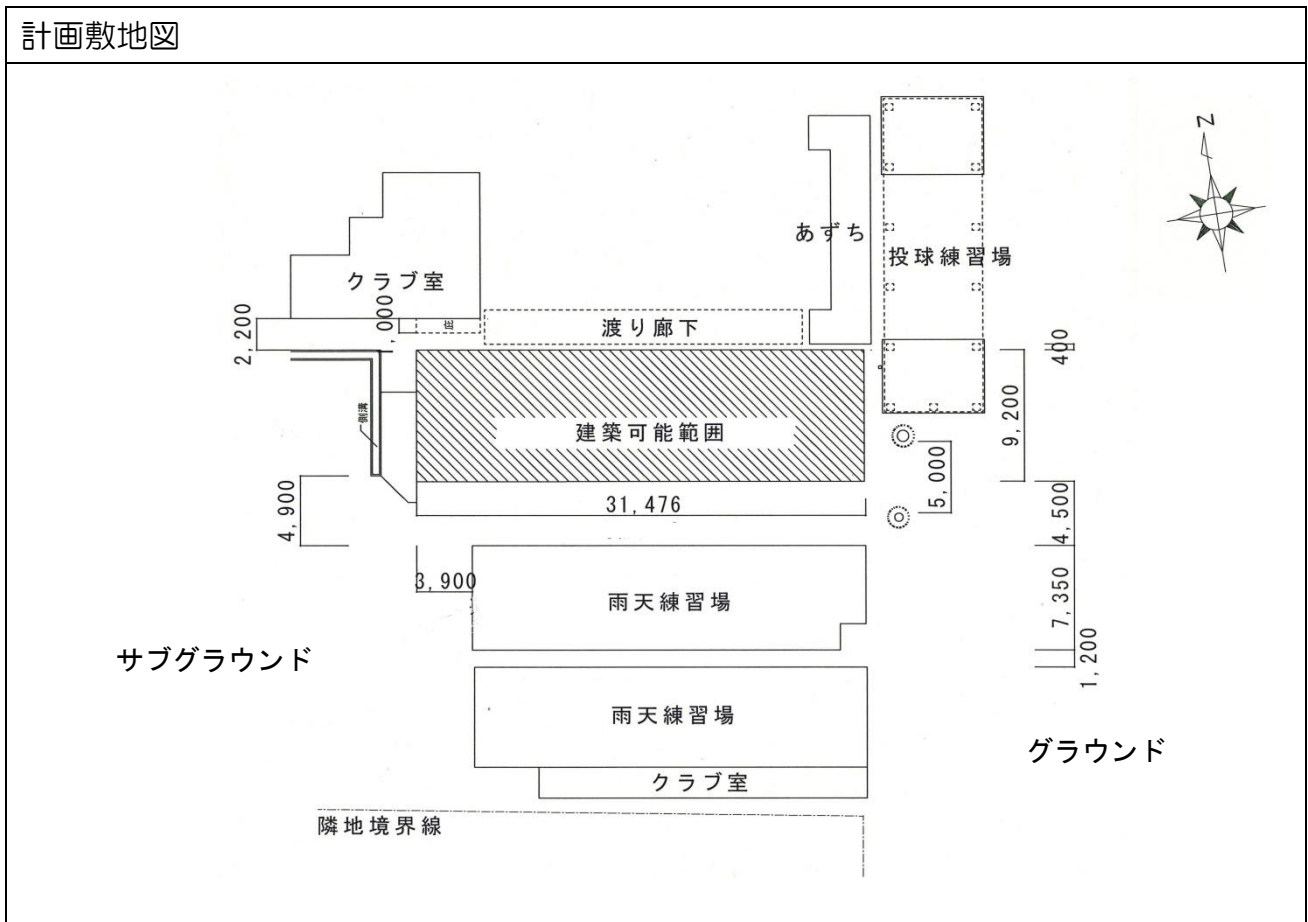 計画敷地図
Z
あずち
投球練習場
クラブ室
,000
庇
渡り廊下
2,200
400
側溝
建築可能範囲
9,200
5,000
31,476
4,900
4,500
3,900
雨天練習場
7,350
サブグラウンド
1,200
雨天練習場
グラウンド
クラブ室
隣地境界線